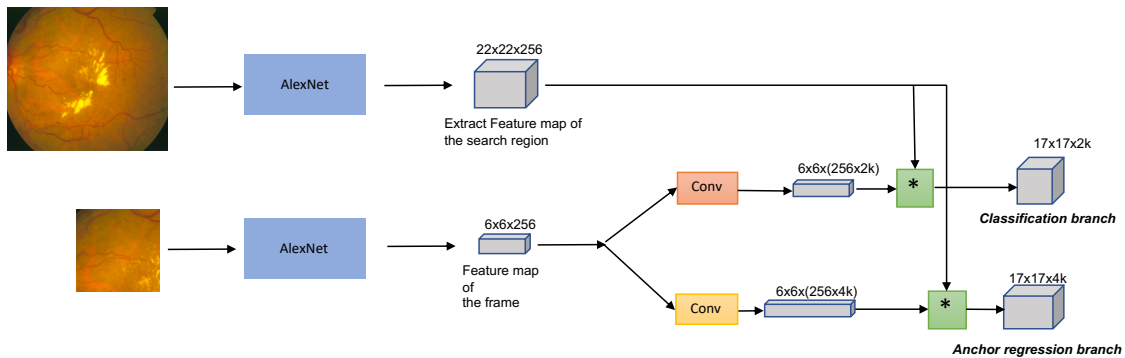 22x22x256
AlexNet
Extract Feature map of
the search region
17x17x2k
6x6x(256x2k)
Conv
*
Classification branch
6x6x256
AlexNet
Feature map
of
the frame
17x17x4k
6x6x(256x4k)
Conv
*
Anchor regression branch